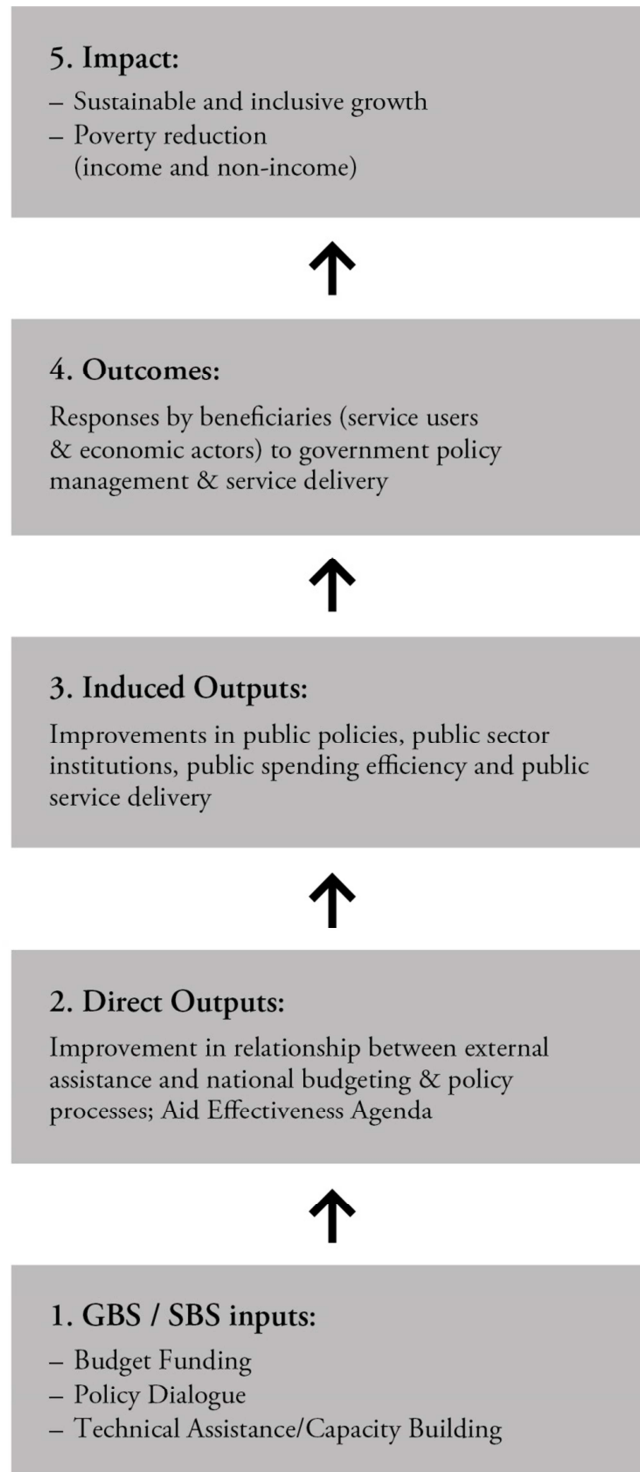 5. Impact:
– Sustainable and inclusive growth
– Poverty reduction
(income and non-income)
4. Outcomes:
Responses by beneficiaries (service users
& economic actors) to government policy
management & service delivery
3. Induced Outputs:
Improvements in public policies, public sector
institutions, public spending efficiency and public
service delivery
2. Direct Outputs:
Improvement in relationship between external
assistance and national budgeting & policy
processes; Aid Effectiveness Agenda
1. GBS / SBS inputs:
– Budget Funding
– Policy Dialogue
– Technical Assistance/Capacity Building